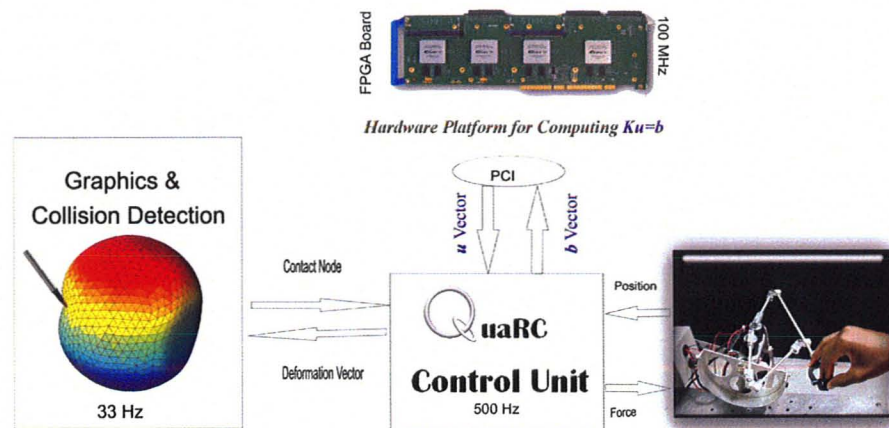 FPGA Board
100 MHz
Hardware Platform for Computing Ku=b
PCI
u Vector
b Vector
Graphics &
Collision Detection
33 Hz
Contact Node
Deformation Vector
QuaRC
Control Unit
500 Hz
Position
Force